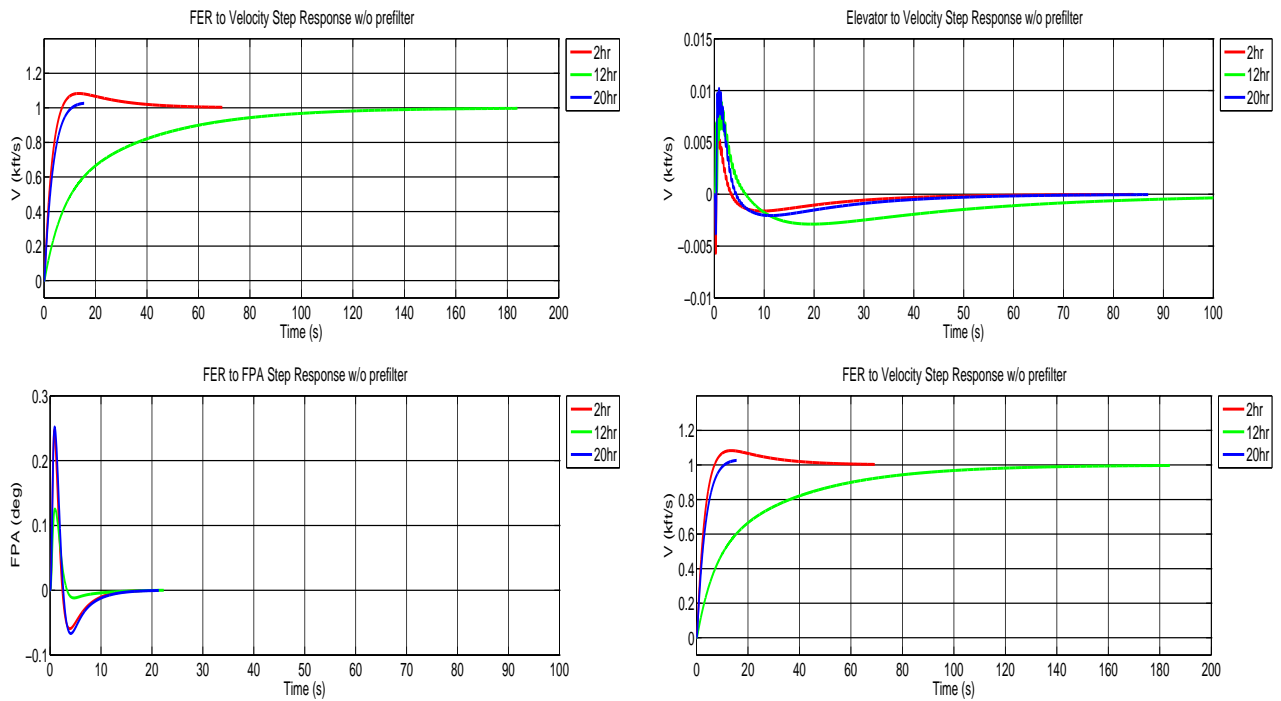 FER to Velocity Step Response w/o prefilter
1.2
1
0.8
0.6
0.4
0.2
0
V (kft/s)
0 20 40 60 80 100 120 140 160 180 200
Time (s)
2hr
12hr
20hr
Elevator to Velocity Step Response w/o prefilter
0.015
0.01
0.005
0
−0.005
−0.01
V (kft/s)
0 10 20 30 40 50 60 70 80 90 100
Time (s)
2hr
12hr
20hr
FER to FPA Step Response w/o prefilter
0.3
0.2
0.1
0
−0.1
FPA (deg)
0 10 20 30 40 50 60 70 80 90 100
Time (s)
2hr
12hr
20hr
FER to Velocity Step Response w/o prefilter
1.2
1
0.8
0.6
0.4
0.2
0
V (kft/s)
0 20 40 60 80 100 120 140 160 180 200
Time (s)
2hr
12hr
20hr